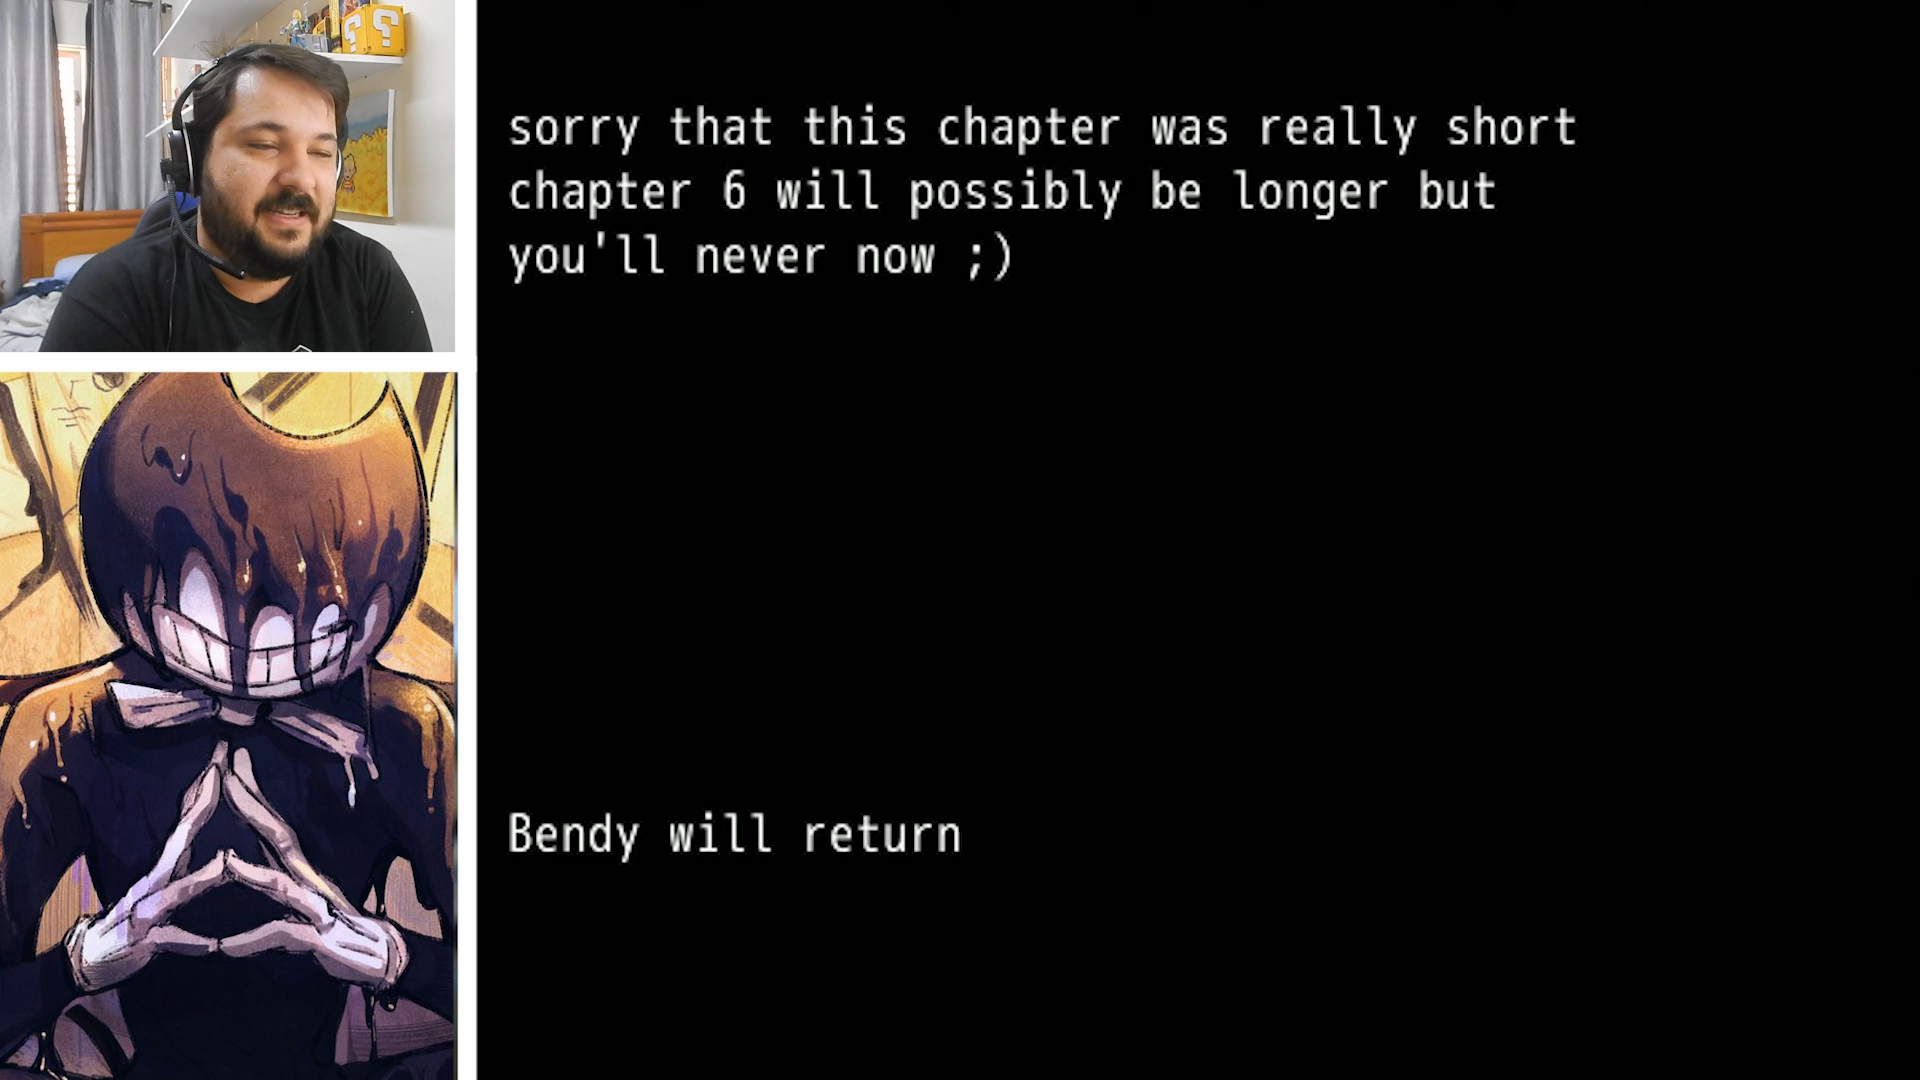 sorry that this chapter was really short
chapter 6 will possibly be longer but
you'll never now ;)
Bendy will return